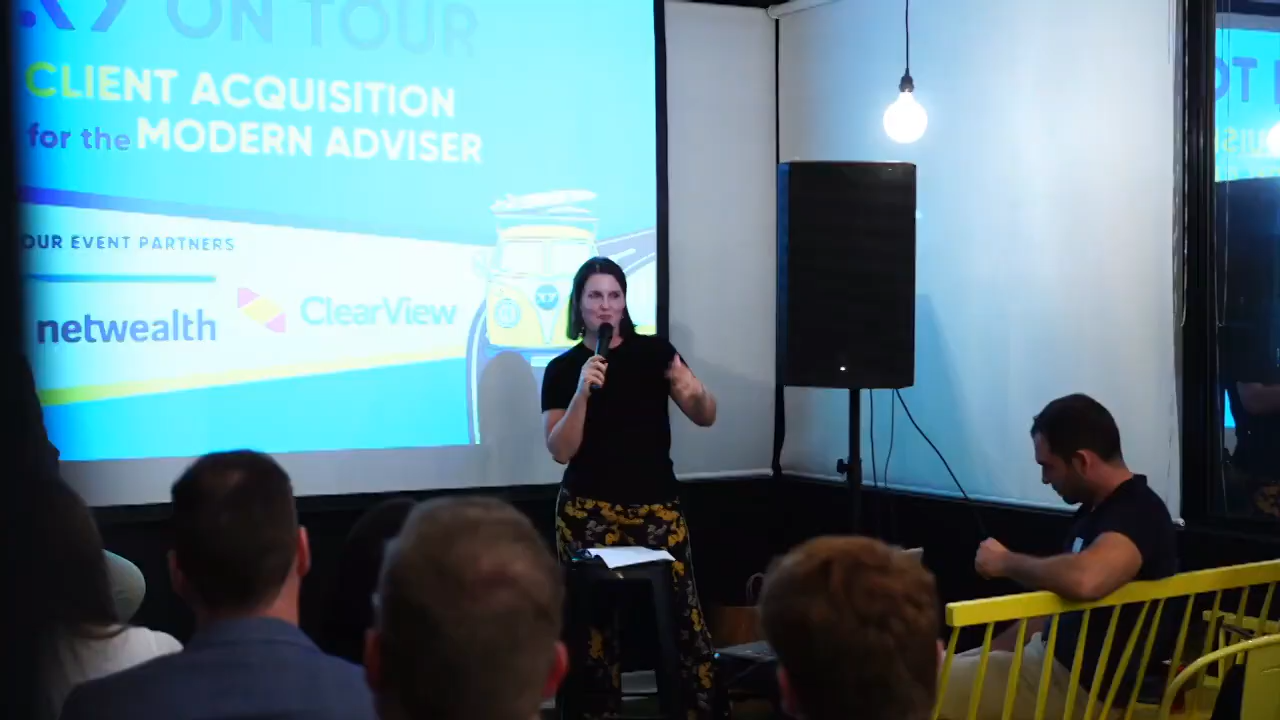 ON TOUR
CLIENT ACQUISITION
for the MODERN ADVISER
OUR EVENT PARTNERS
netwealth
ClearView